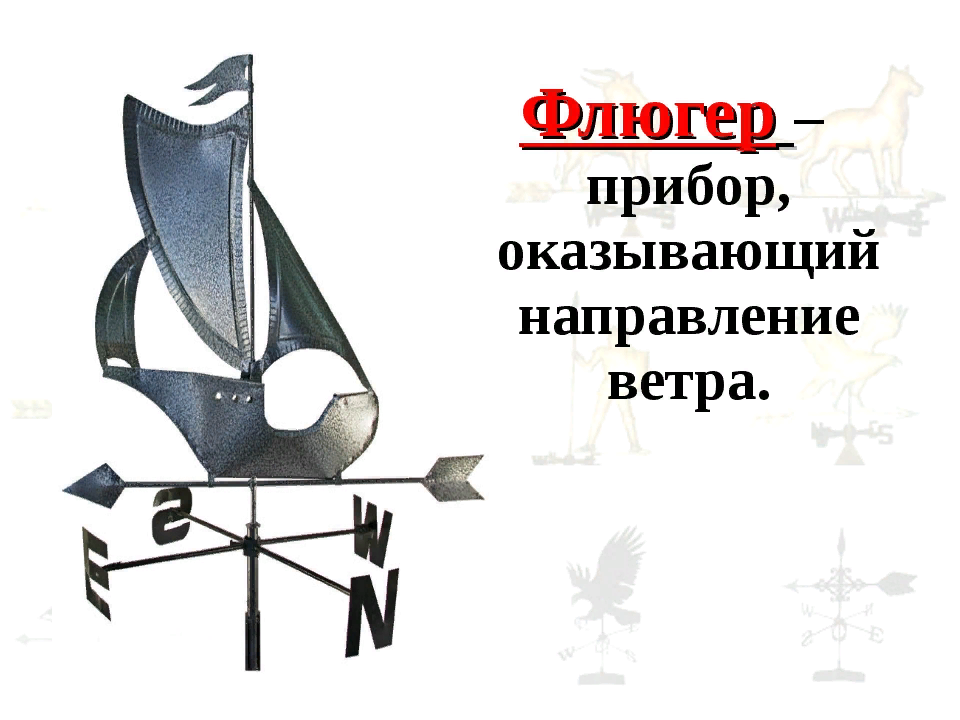 Флюгер –
прибор,
оказывающий
направление
ветра.
S
W
E
N
W
N
S
O
E